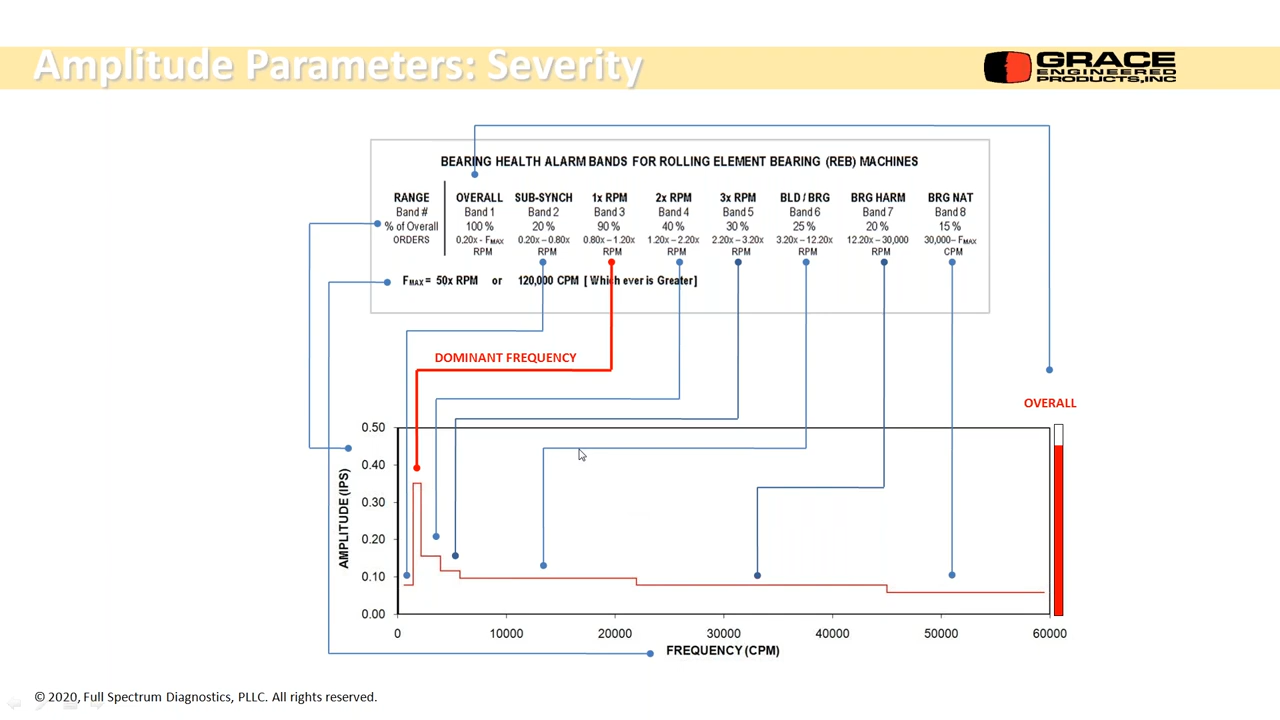 Amplitude Parameters: Severity
GRACE
ENGINEERED
PRODUCTS, INC
BEARING HEALTH ALARM BANDS FOR ROLLING ELEMENT BEARING (REB) MACHINES
RANGE OVERALL SUB-SYNCH 1x RPM 2x RPM 3x RPM BLD / BRG BRG HARM BRG NAT
Band # Band 1 Band 2 Band 3 Band 4 Band 5 Band 6 Band 7 Band 8
% of Overall 100 % 20 % 90 % 40 % 30 % 25 % 20 % 15 %
ORDERS 0.20x - FMAX 0.20x – 0.80x 0.80x – 1.20x 1.20x – 2.20x 2.20x – 3.20x 3.20x – 12.20x 12.20x – 30,000 30,000– FMAX
RPM RPM RPM RPM RPM RPM RPM CPM
FMAX = 50x RPM or 120,000 CPM [ Which ever is Greater]
DOMINANT FREQUENCY
OVERALL
0.50
0.40
0.30
0.20
0.10
0.00
AMPLITUDE (IPS)
0 10000 20000 30000 40000 50000 60000
FREQUENCY (CPM)
© 2020, Full Spectrum Diagnostics, PLLC. All rights reserved.